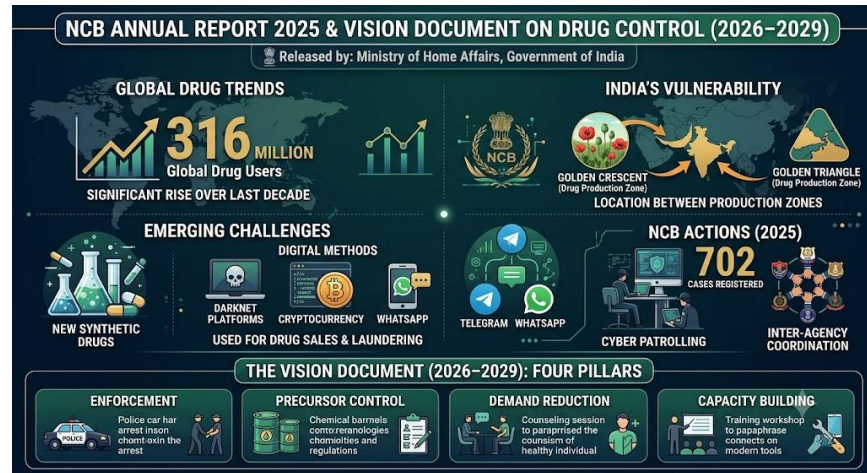 NCB ANNUAL REPORT 2025 & VISION DOCUMENT ON DRUG CONTROL (2026–2029)
Released by: Ministry of Home Affairs, Government of India
GLOBAL DRUG TRENDS
316 MILLION
Global Drug Users
SIGNIFICANT RISE OVER LAST DECADE
INDIA'S VULNERABILITY
NCB
GOLDEN CRESCENT
(Drug Production Zone)
GOLDEN TRIANGLE
(Drug Production Zone)
LOCATION BETWEEN PRODUCTION ZONES
EMERGING CHALLENGES
NEW SYNTHETIC
DRUGS
DIGITAL METHODS
DARKNET
PLATFORMS
CRYPTOCURRENCY
WHATSAPP
USED FOR DRUG SALES & LAUNDERING
TELEGRAM
WHATSAPP
NCB ACTIONS (2025)
702
CASES REGISTERED
CYBER PATROLLING
INTER-AGENCY
COORDINATION
THE VISION DOCUMENT (2026–2029): FOUR PILLARS
ENFORCEMENT
POLICE
Police car har
arrest inson
chomt-oxin the
arrest
PRECURSOR CONTROL
Chemical barrnels
chomioities and
regulations
DEMAND REDUCTION
Counseling session
to paraprised the
counsism of
healthy individual
CAPACITY BUILDING
Training workshop
to papaphrase
connects on
modern tools